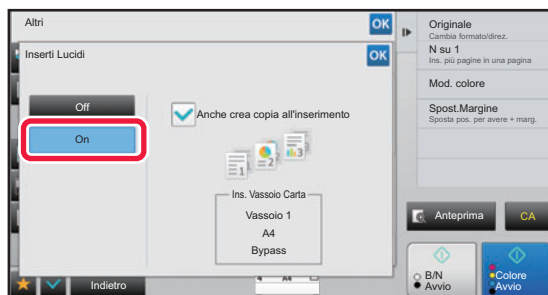 Altri
OK
Inserti Lucidi
OK
Off
On
Anche crea copia all'inserimento
1
2
3
Ins. Vassoio Carta
Vassoio 1
A4
Bypass
Indietro
A4
Originale
Cambia formato/direz.
N su 1
Ins. più pagine in una pagina
Mod. colore
Spost.Margine
Sposta pos. per avere + marg.
Anteprima
CA
B/N
Avvio
Colore
Avvio